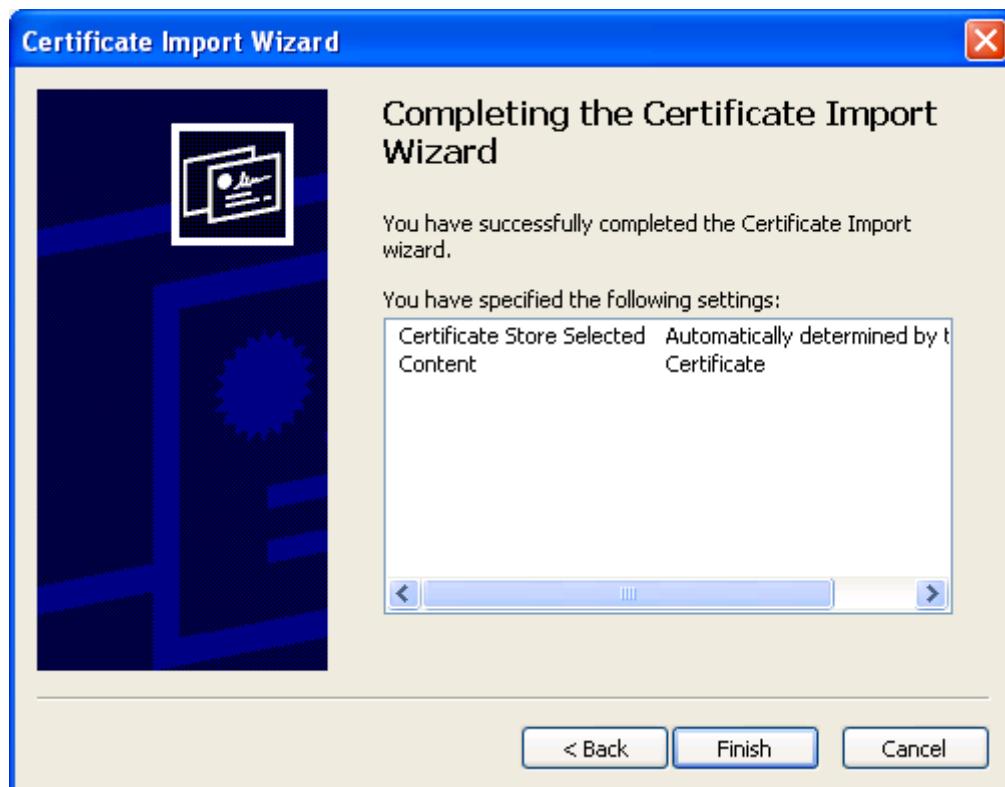 Certificate Import Wizard
Completing the Certificate Import
Wizard
You have successfully completed the Certificate Import
wizard.
You have specified the following settings:
Certificate Store Selected Automatically determined by t
Content Certificate
< Back Finish Cancel